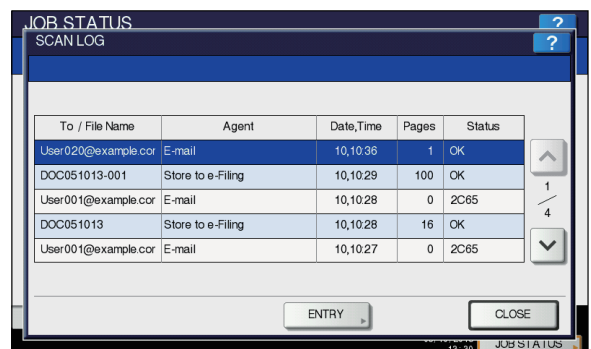 JOB STATUS
?
SCAN LOG
?
To / File Name Agent Date,Time Pages Status
User020@example.cor E-mail 10,10:36 1 OK
DOC051013-001 Store to e-Filing 10,10:29 100 OK
User001@example.cor E-mail 10,10:28 0 2C65
DOC051013 Store to e-Filing 10,10:28 16 OK
User001@example.cor E-mail 10,10:27 0 2C65
1
/
4
ENTRY
CLOSE
JOB STATUS